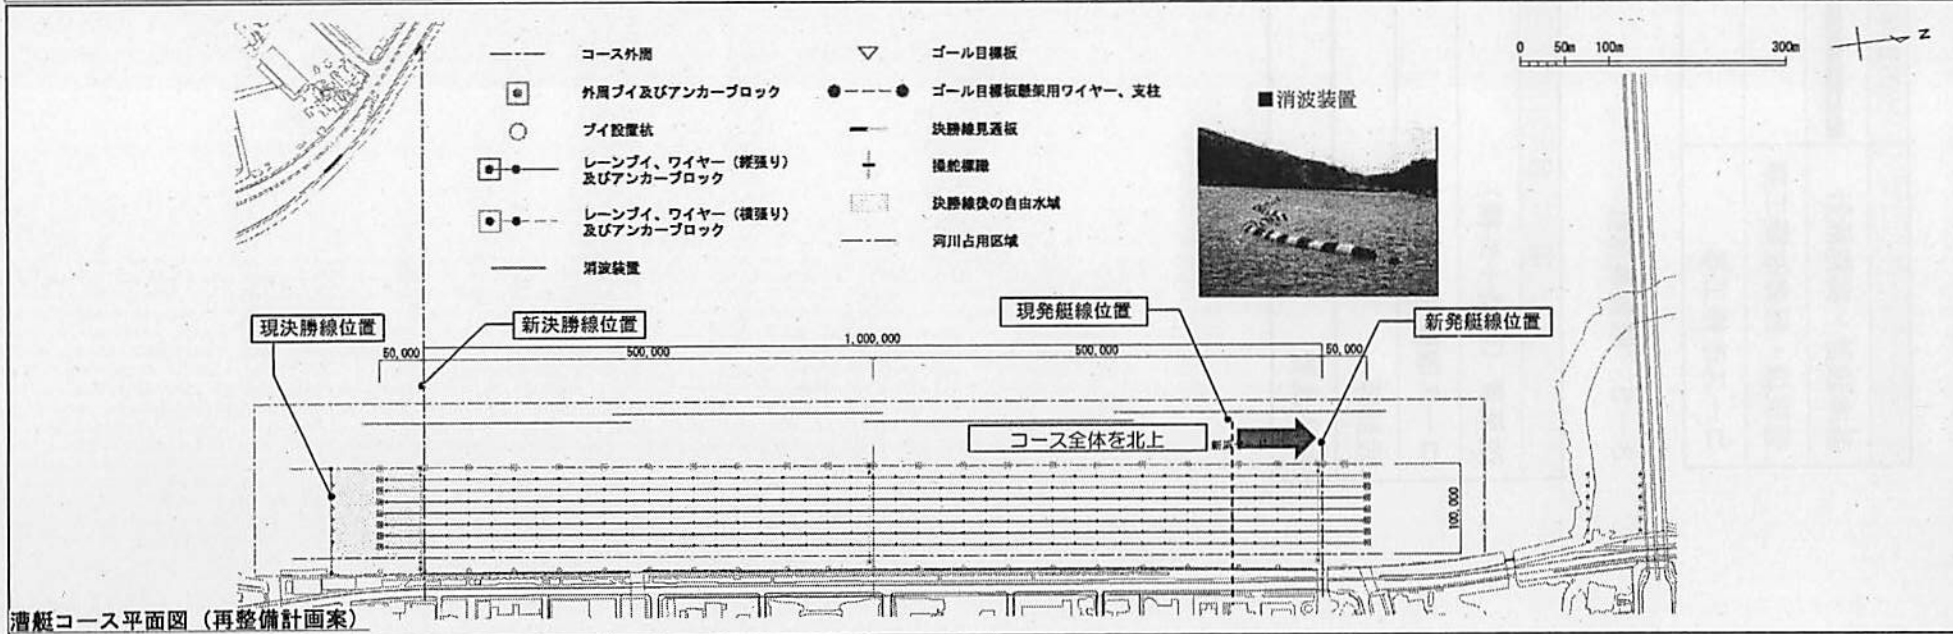 コース外周
外周ブイ及びアンカーブロック
ブイ設置杭
レーンブイ、ワイヤー（縦張り）
及びアンカーブロック
レーンブイ、ワイヤー（横張り）
及びアンカーブロック
消波装置
ゴール目標板
ゴール目標板懸架用ワイヤー、支柱
決勝線見通板
操舵標識
決勝線後の自由水域
河川占用区域
■消波装置
0 50m 100m 300m
N
現決勝線位置
新決勝線位置
現発艇線位置
新発艇線位置
1,000,000
50,000 500,000 500,000 50,000
コース全体を北上
100,000
漕艇コース平面図（再整備計画案）